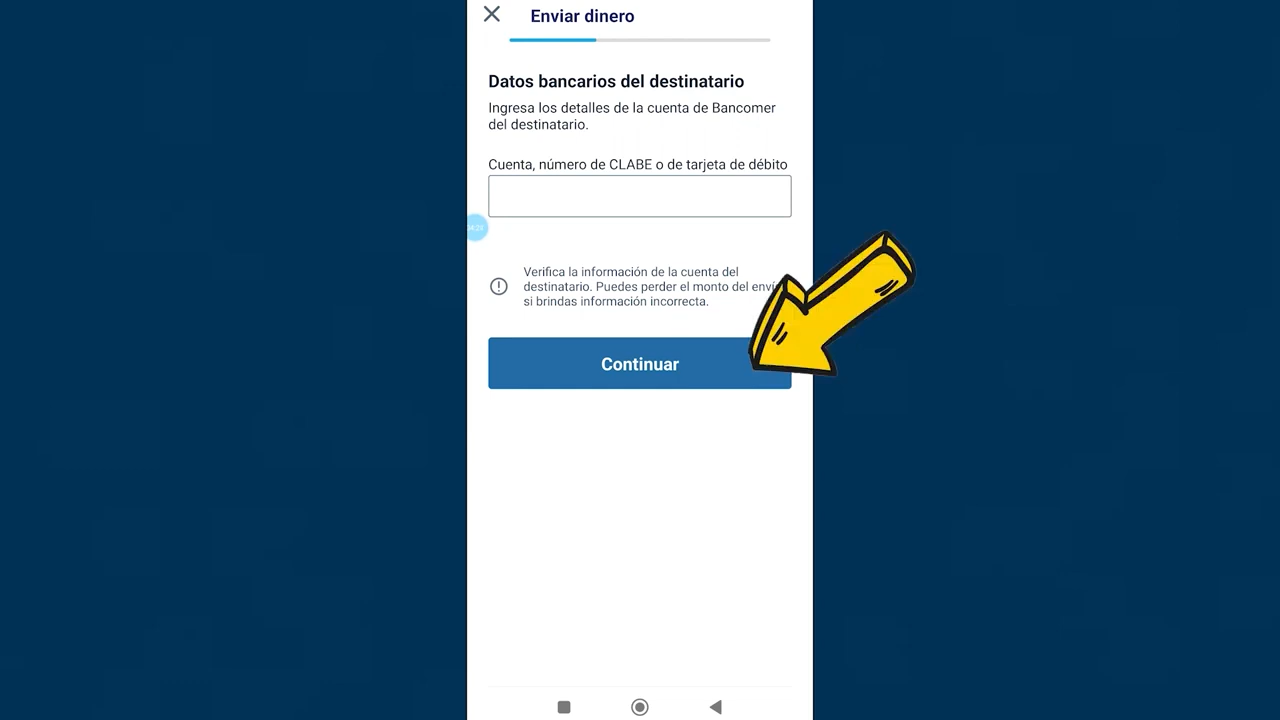 Enviar dinero
Datos bancarios del destinatario
Ingresa los detalles de la cuenta de Bancomer
del destinatario.
Cuenta, número de CLABE o de tarjeta de débito
Verifica la información de la cuenta del
destinatario. Puedes perder el monto del
si brindas información incorrecta.
Continuar